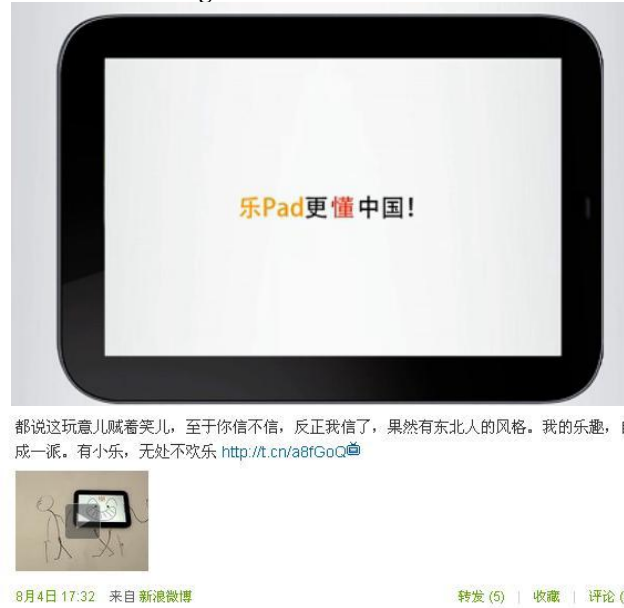 乐Pad更懂中国!
都说这玩意儿贼着笑儿，至于你信不信，反正我信了，果然有东北人的风格。我的乐趣，
成一派。有小乐，无处不欢乐 http://t.cn/a8fGoQ
8月4日 17:32 来自新浪微博 转发 (5) | 收藏 | 评论 (